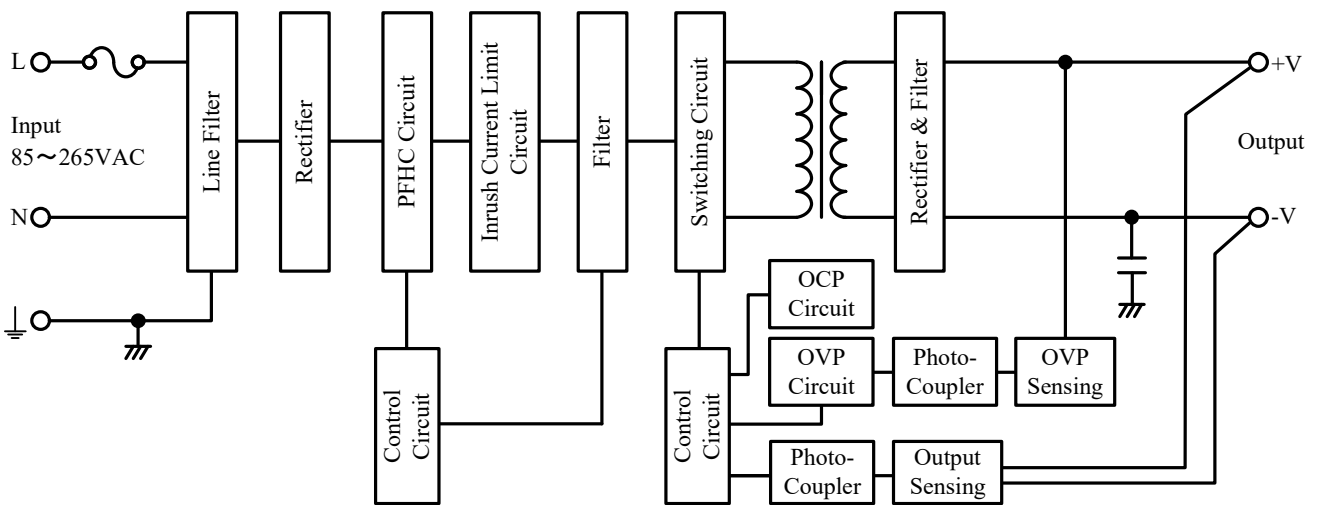 L
Input
85～265VAC
N
Line Filter
Rectifier
PFHC Circuit
Inrush Current Limit
Circuit
Filter
Switching Circuit
Rectifier & Filter
+V
Output
-V
Control
Circuit
Control
Circuit
OCP
Circuit
OVP
Circuit
Photo-
Coupler
OVP
Sensing
Photo-
Coupler
Output
Sensing